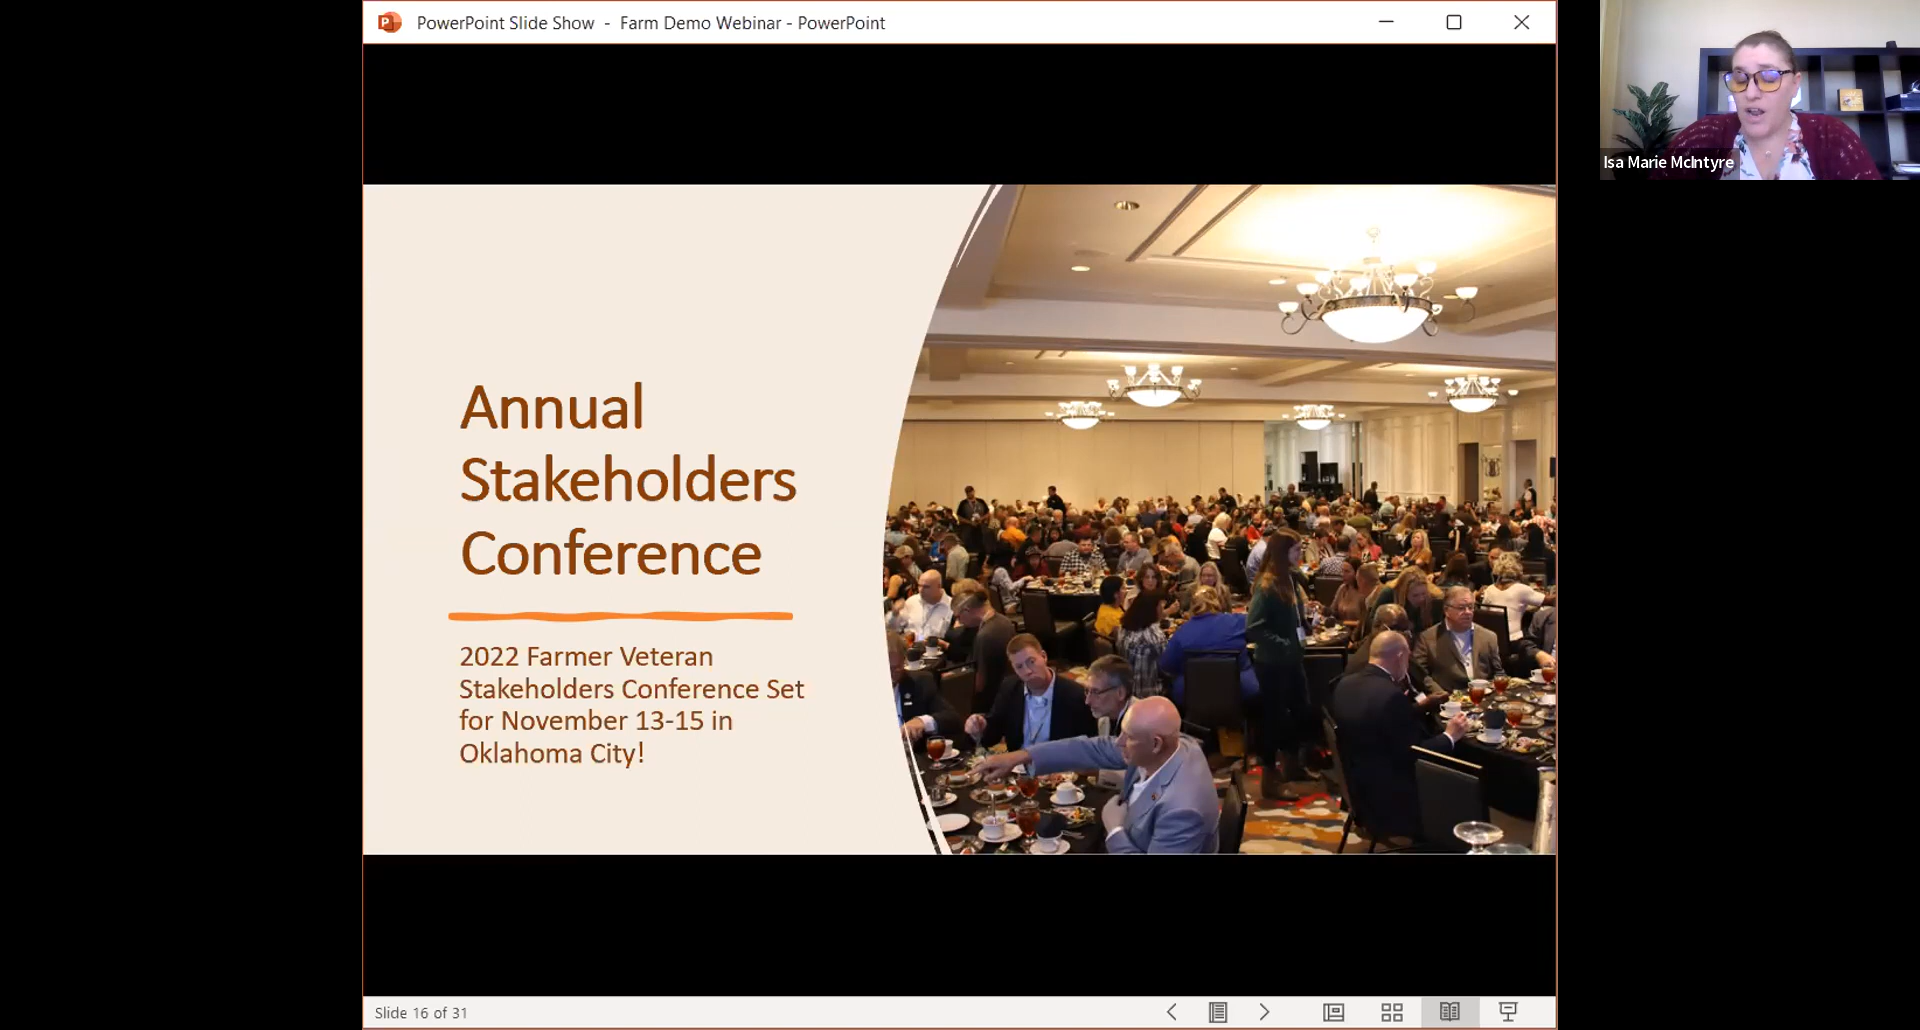 PowerPoint Slide Show - Farm Demo Webinar - PowerPoint
Isa Marie McIntyre
Annual
Stakeholders
Conference
2022 Farmer Veteran
Stakeholders Conference Set
for November 13-15 in
Oklahoma City!
Slide 16 of 31